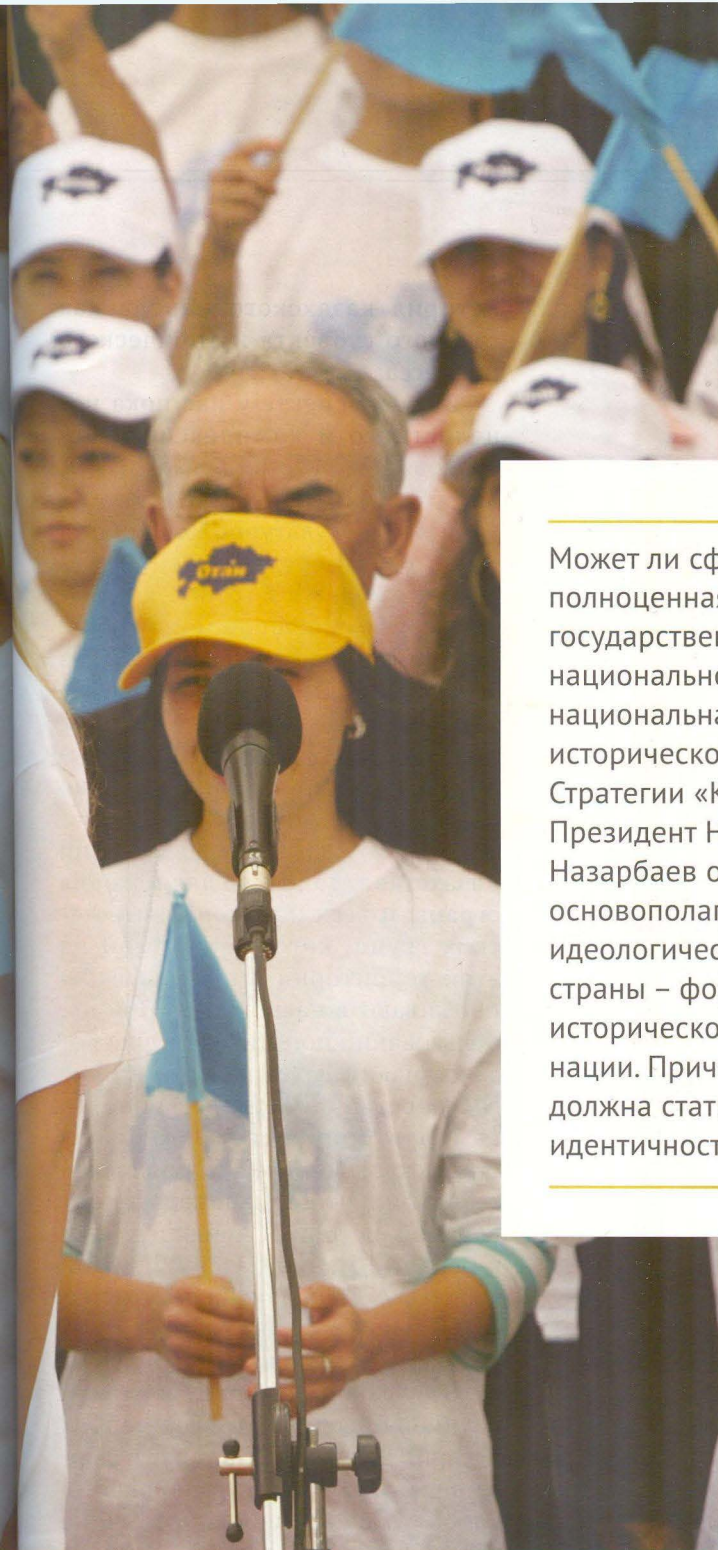 Отан
Может ли сф
полноценная
государствен
национально
национальна
историческо
Стратегии «К
Президент Н
Назарбаев о
основополаг
идеологичес
страны – фо
историческо
нации. Прич
должна стат
идентичност